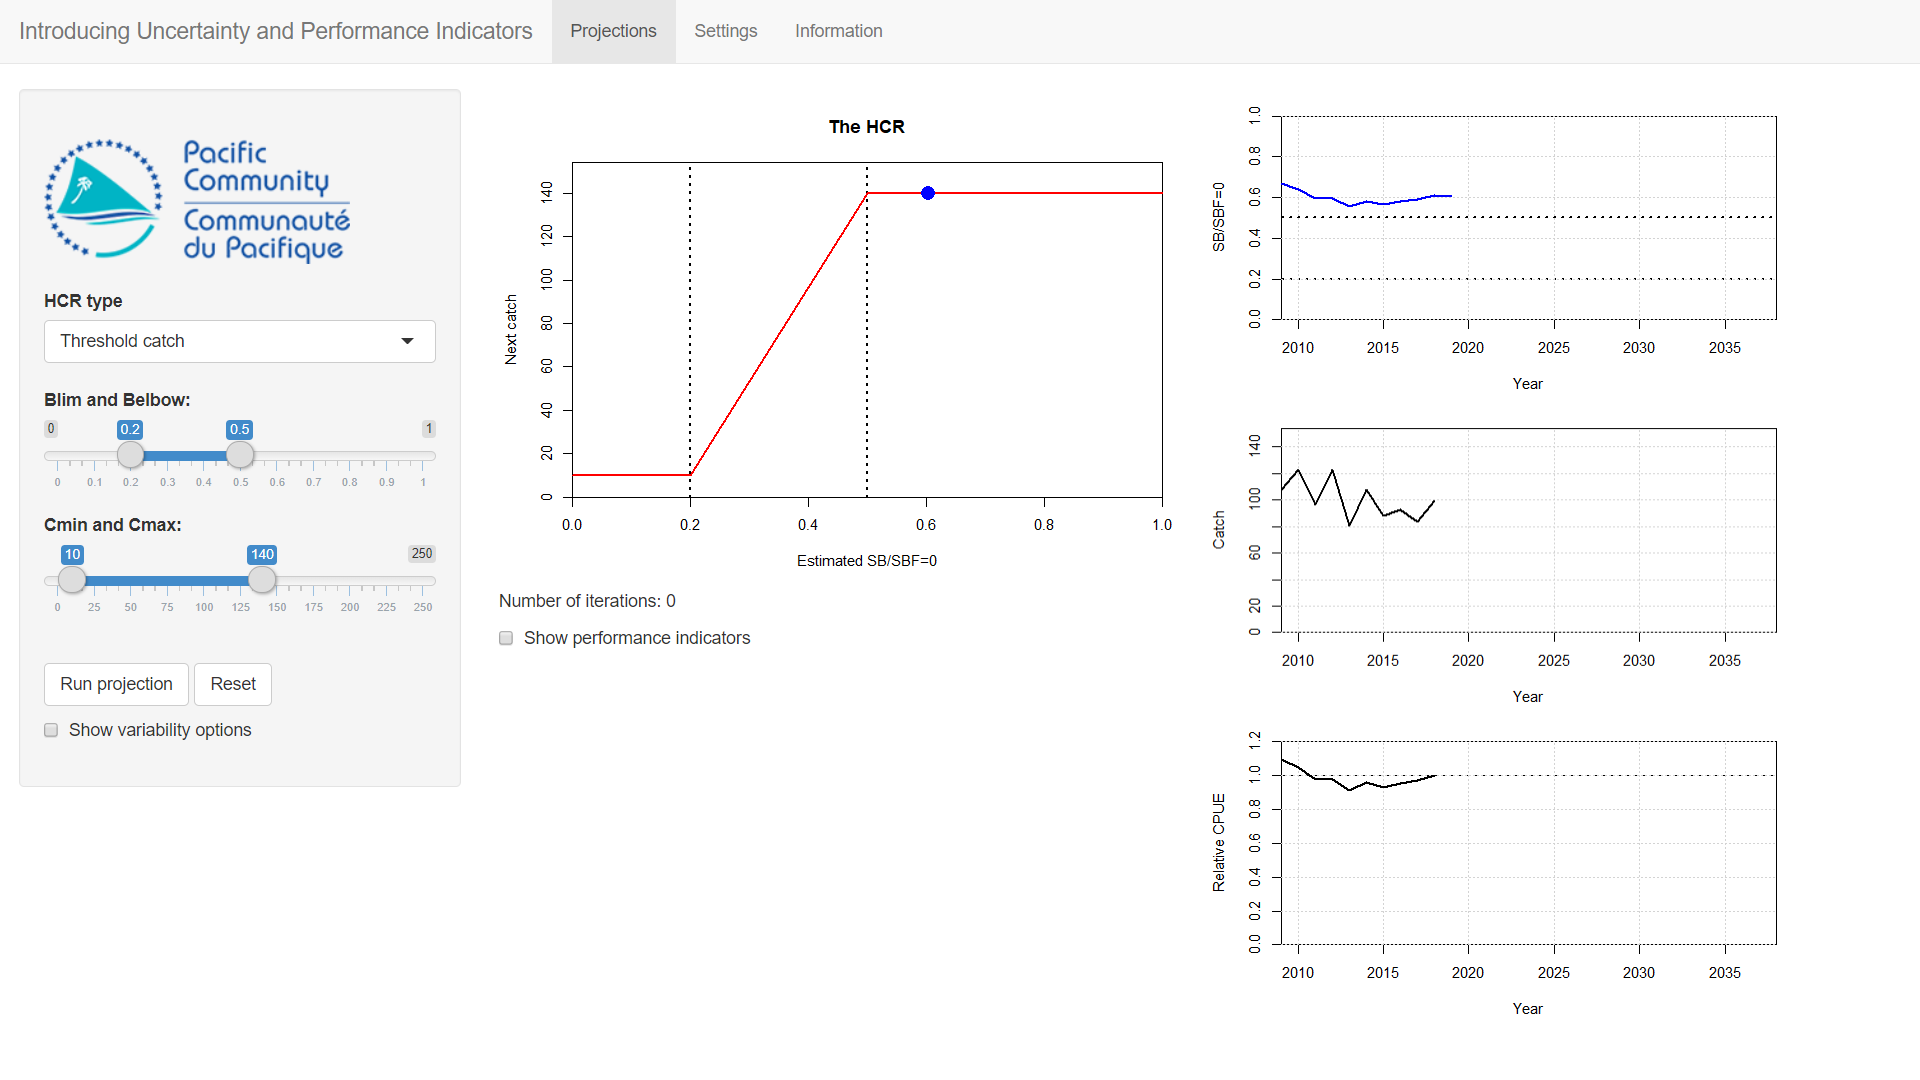 Introducing Uncertainty and Performance Indicators
Projections
Settings
Information
Pacific
Community
Communauté
du Pacifique
HCR type
Threshold catch
Blim and Belbow:
0 0.2 0.5 1
0 0.1 0.2 0.3 0.4 0.5 0.6 0.7 0.8 0.9 1
Cmin and Cmax:
10 140 250
0 25 50 75 100 125 150 175 200 225 250
Run projection
Reset
Show variability options
The HCR
Next catch
0 20 40 60 80 100 120 140
0.0 0.2 0.4 0.6 0.8 1.0
Estimated SB/SBF=0
Number of iterations: 0
Show performance indicators
SB/SBF=0
0.0 0.2 0.4 0.6 0.8 1.0
2010 2015 2020 2025 2030 2035
Year
Catch
0 20 60 100 140
2010 2015 2020 2025 2030 2035
Year
Relative CPUE
0.0 0.2 0.4 0.6 0.8 1.0 1.2
2010 2015 2020 2025 2030 2035
Year